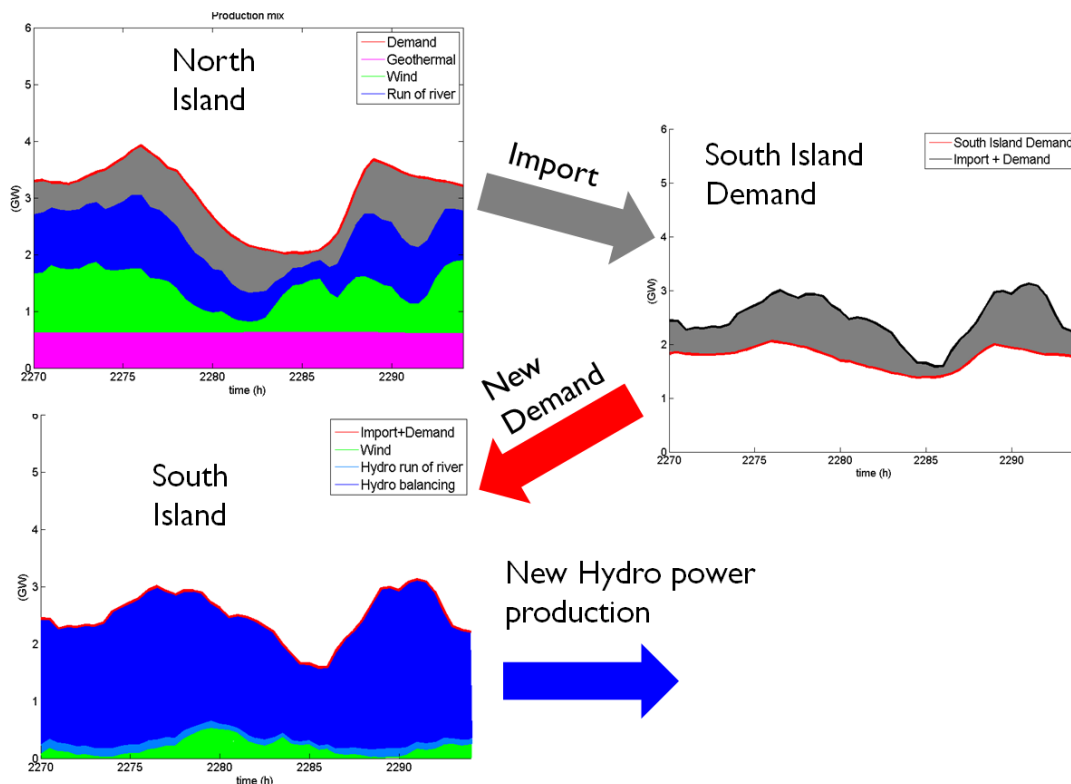 Production mix
6
5
4
3
2
1
0
(GW)
2270
2275
2280
2285
2290
time (h)
Demand
Geothermal
Wind
Run of river
North
Island
Import
South Island
Demand
South Island Demand
Import + Demand
6
5
4
3
2
1
0
(GW)
2270
2275
2280
2285
2290
time (h)
New
Demand
6
5
4
3
2
1
0
(GW)
2270
2275
2280
2285
2290
time (h)
Import+Demand
Wind
Hydro run of river
Hydro balancing
South
Island
New Hydro power
production